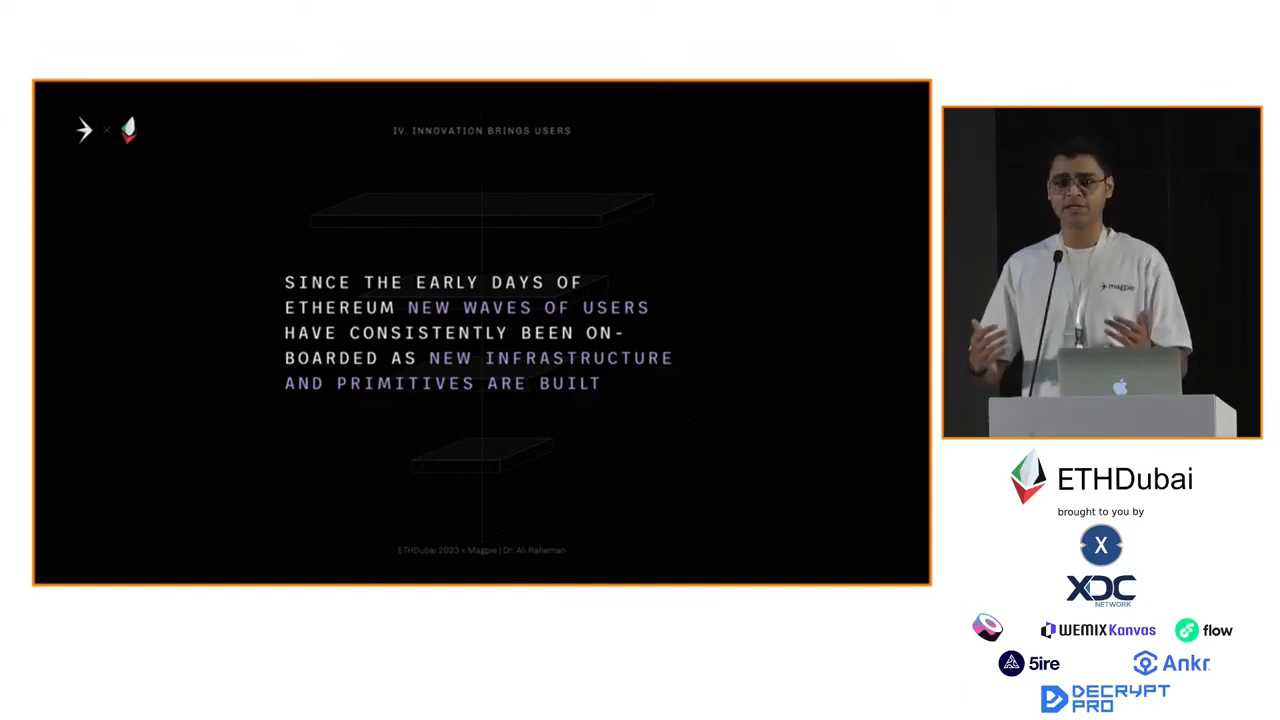 IV. INNOVATION BRINGS USERS
SINCE THE EARLY DAYS OF
ETHEREUM NEW WAVES OF USERS
HAVE CONSISTENTLY BEEN ON-
BOARDED AS NEW INFRASTRUCTURE
AND PRIMITIVES ARE BUILT
ETHDubai 2023 x Magpie | Dr. Ali Raheman
magpie
ETHDubai
brought to you by
X
XDC
NETWORK
WEMIX Kanvas
flow
5ire
Ankr
DECRYPT
PRO